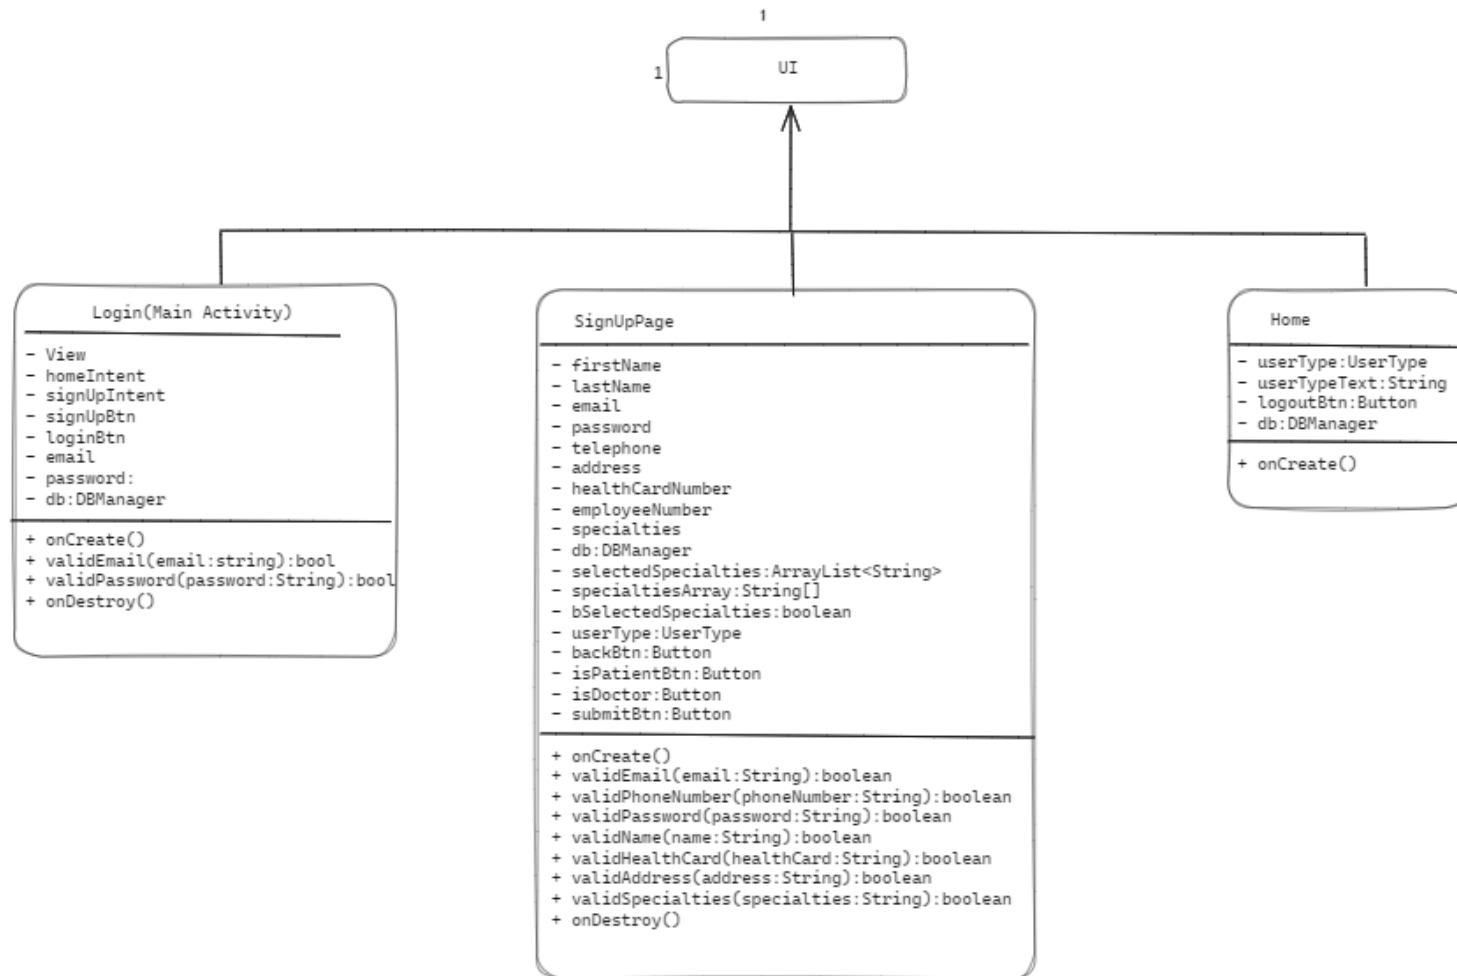 1
1
UI
Login(Main Activity)
- View
- homeIntent
- signUpIntent
- signUpBtn
- loginBtn
- email
- password:
- db:DBManager
+ onCreate()
+ validEmail(email:string):bool
+ validPassword(password:String):bool
+ onDestroy()
SignUpPage
- firstName
- lastName
- email
- password
- telephone
- address
- healthCardNumber
- employeeNumber
- specialties
- db:DBManager
- selectedSpecialties:ArrayList<String>
- specialtiesArray:String[]
- bSelectedSpecialties:boolean
- userType:UserType
- backBtn:Button
- isPatientBtn:Button
- isDoctor:Button
- submitBtn:Button
+ onCreate()
+ validEmail(email:String):boolean
+ validPhoneNumber(phoneNumber:String):boolean
+ validPassword(password:String):boolean
+ validName(name:String):boolean
+ validHealthCard(healthCard:String):boolean
+ validAddress(address:String):boolean
+ validSpecialties(specialties:String):boolean
+ onDestroy()
Home
- userType:UserType
- userTypeText:String
- logoutBtn:Button
- db:DBManager
+ onCreate()